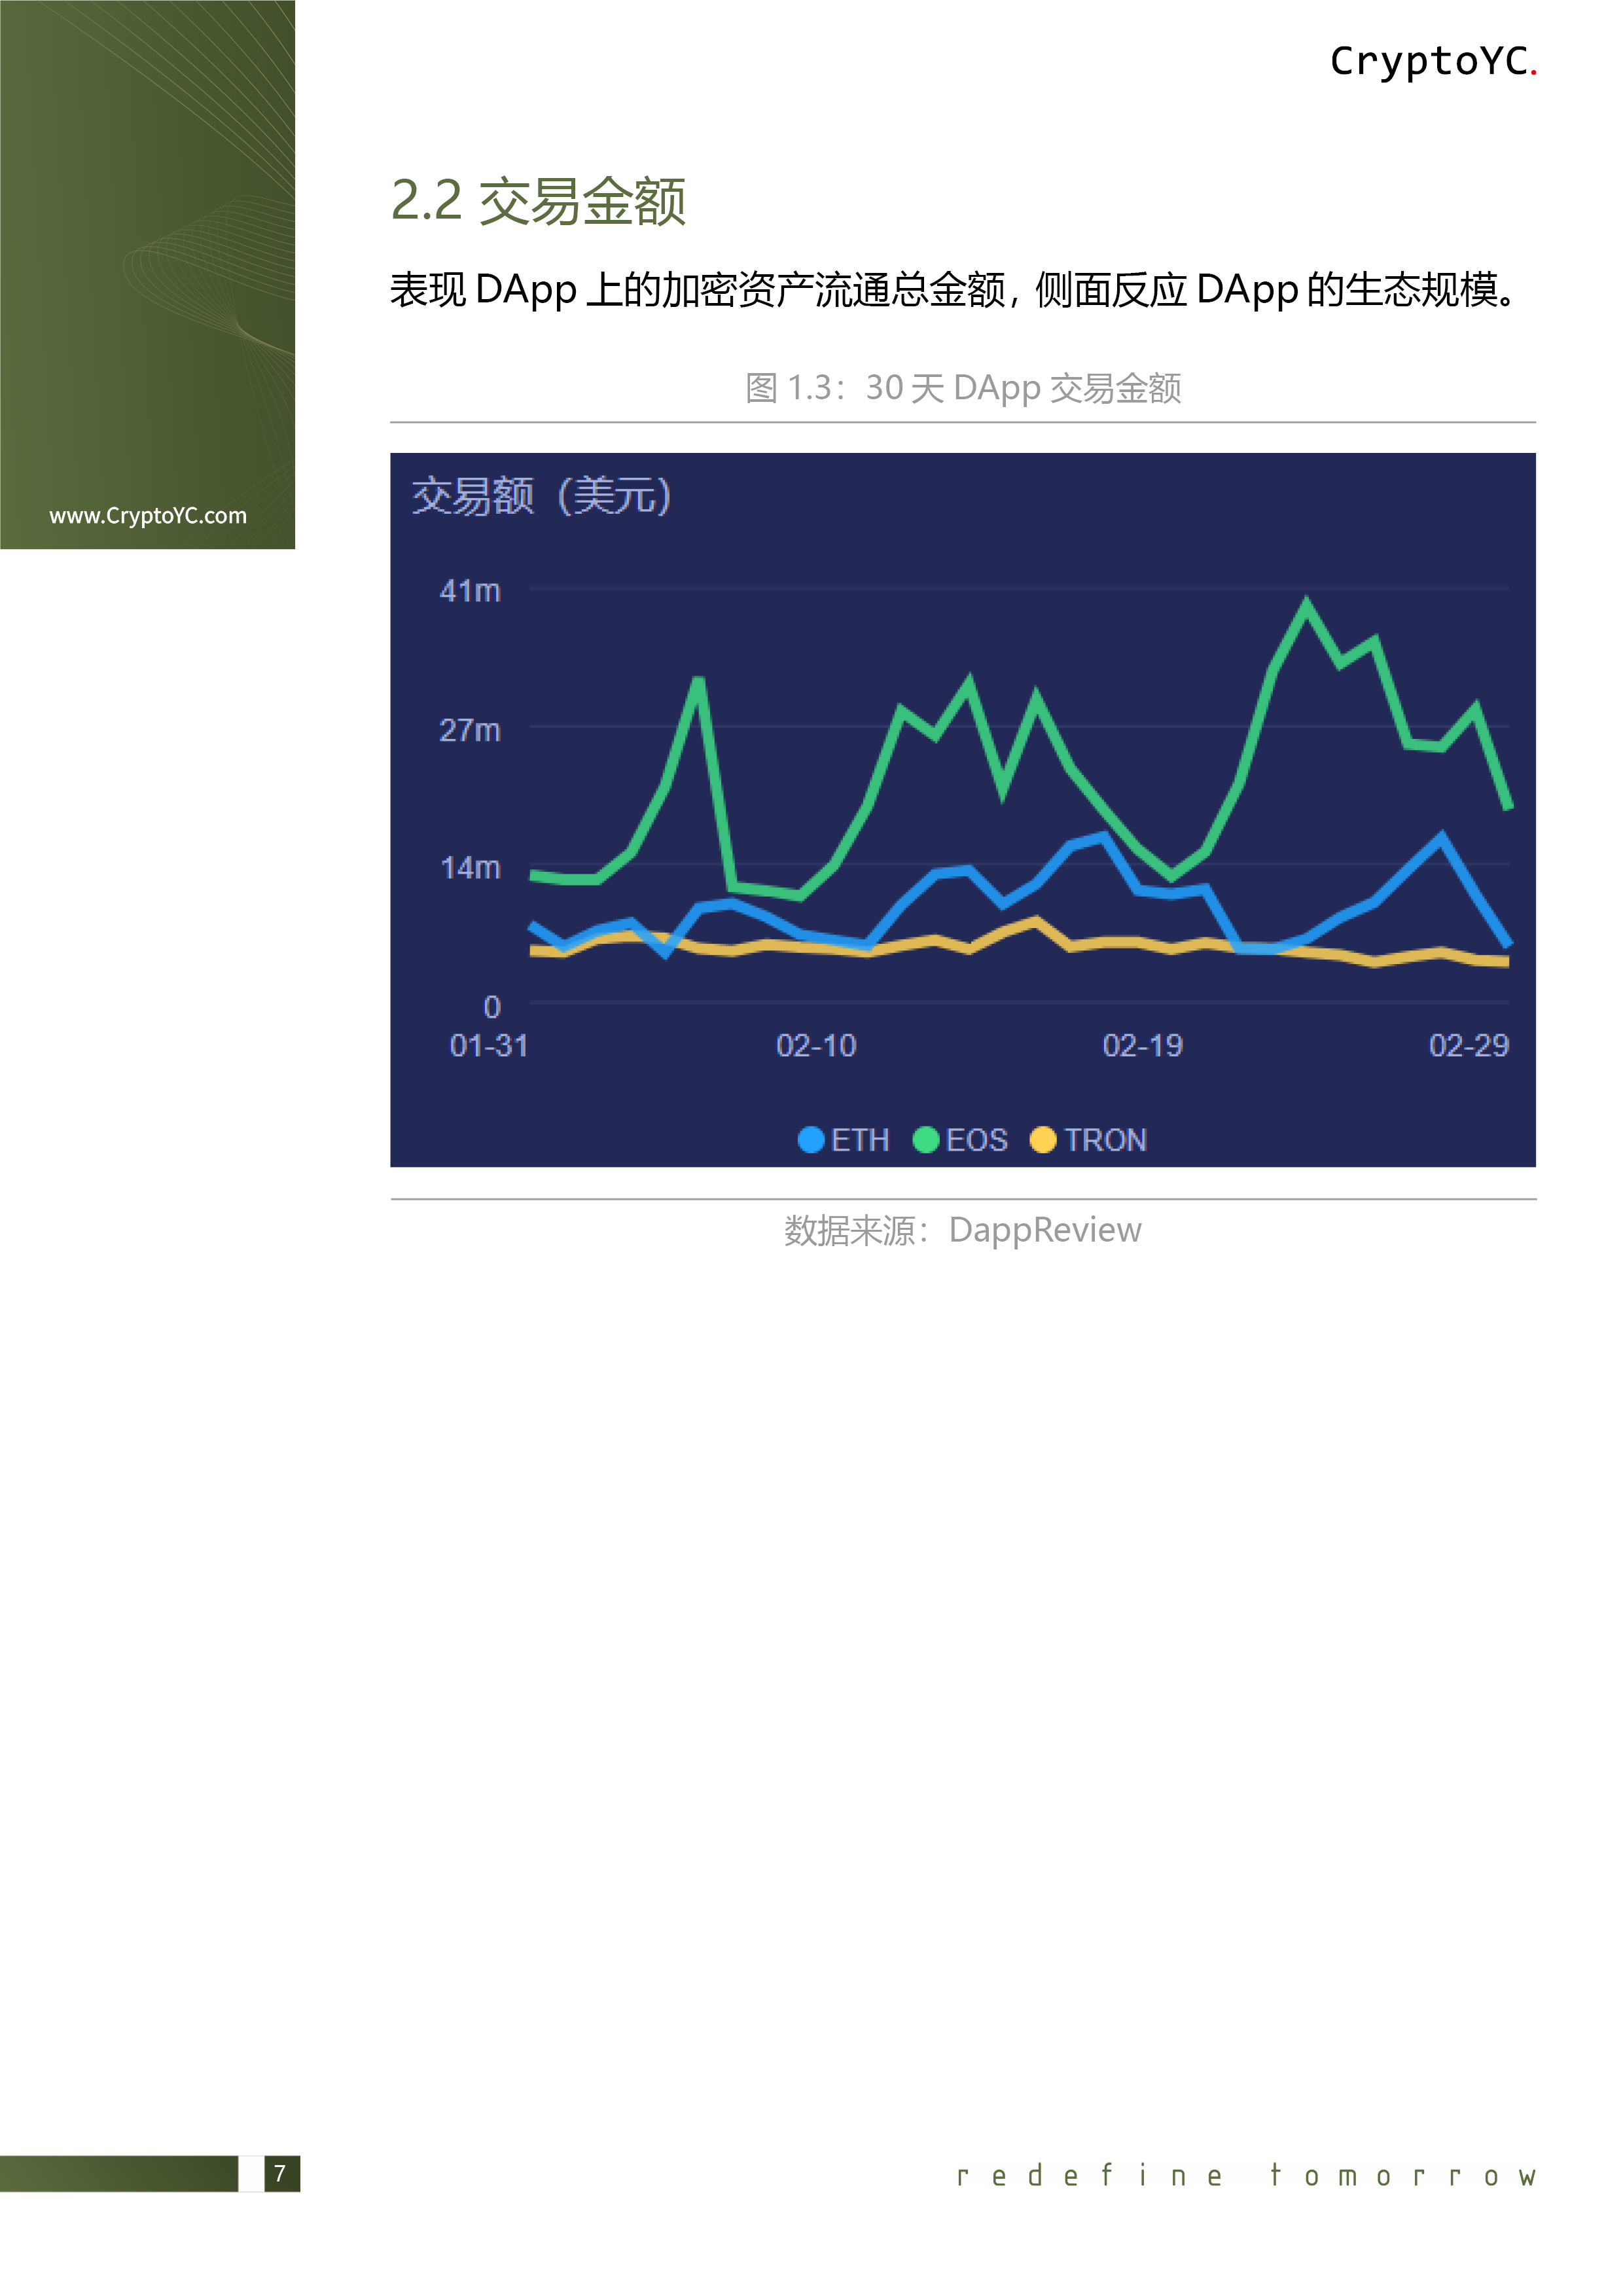 CryptoYC.
www.CryptoYC.com
2.2 交易金额
表现 DApp 上的加密资产流通总金额，侧面反应 DApp 的生态规模。
图 1.3：30 天 DApp 交易金额
交易额（美元）
41m
27m
14m
0
01-31 02-10 02-19 02-29
ETH EOS TRON
数据来源：DappReview
7
redefine tomorrow